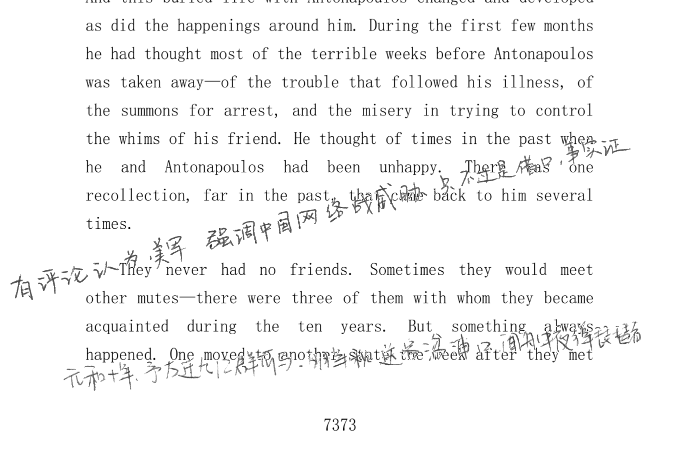 And this buried life with Antonapoulos changed and developed
as did the happenings around him. During the first few months
he had thought most of the terrible weeks before Antonapoulos
was taken away—of the trouble that followed his illness, of
the summons for arrest, and the misery in trying to control
the whims of his friend. He thought of times in the past when
he and Antonapoulos had been unhappy. There was one
recollection, far in the past, that came back to him several
times.
有评论认为,美军 强调中国网络战威胁,只不过是借口,事实证
They never had no friends. Sometimes they would meet
other mutes—there were three of them with whom they became
acquainted during the ten years. But something always
happened. One moved to another state the week after they met
元和十年,予左迁九江郡司马。明年秋,送客湓浦口,闻舟中夜弹琵琶者
7373